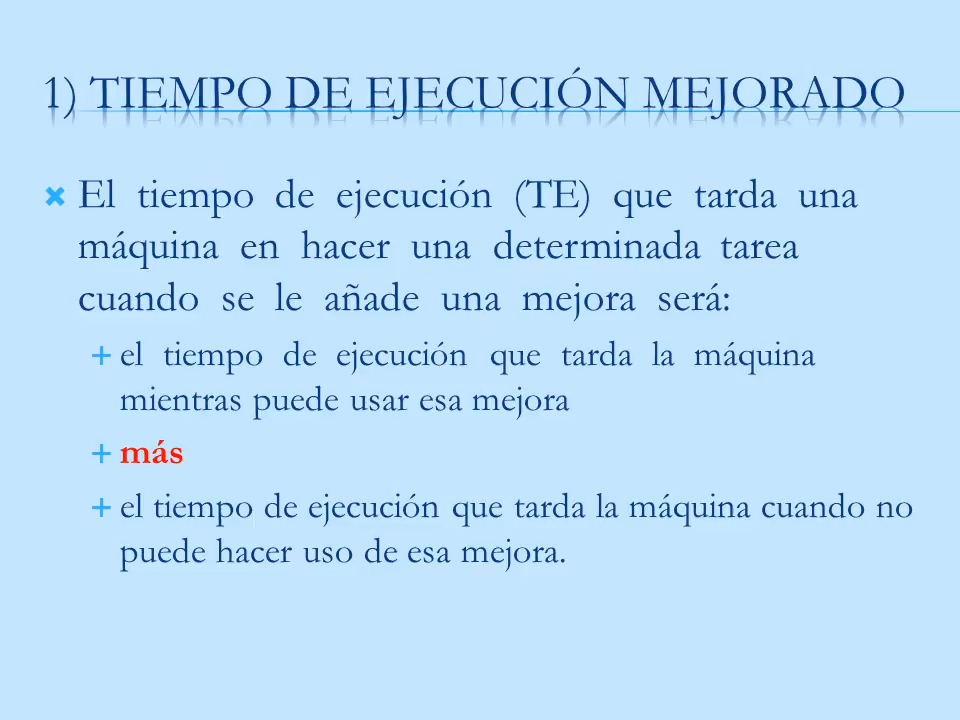 1) TIEMPO DE EJECUCIÓN MEJORADO
El tiempo de ejecución (TE) que tarda una
máquina en hacer una determinada tarea
cuando se le añade una mejora será:
el tiempo de ejecución que tarda la máquina
mientras puede usar esa mejora
más
el tiempo de ejecución que tarda la máquina cuando no
puede hacer uso de esa mejora.